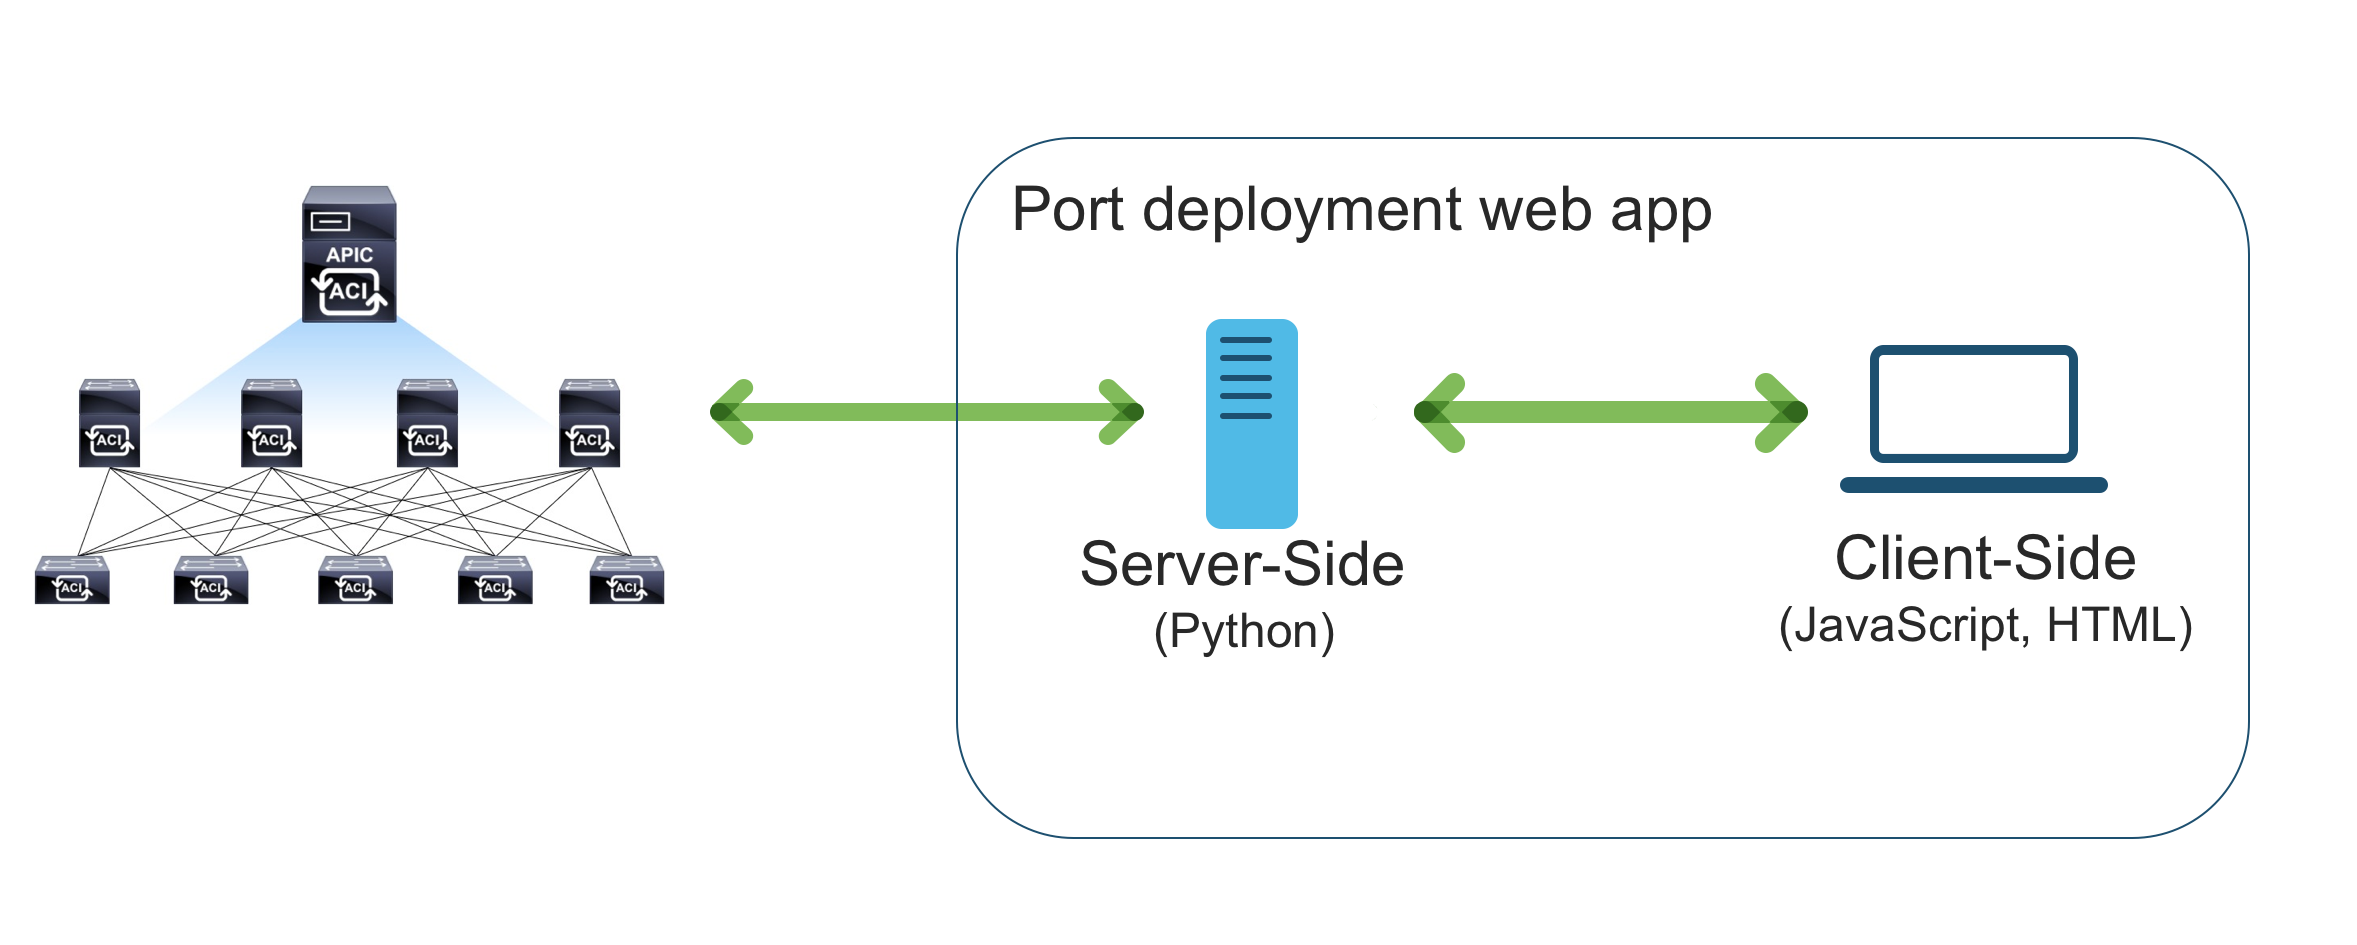 Port deployment web app
APIC
ACI
ACI
ACI
ACI
ACI
ACI
ACI
ACI
ACI
ACI
Server-Side
(Python)
Client-Side
(JavaScript, HTML)